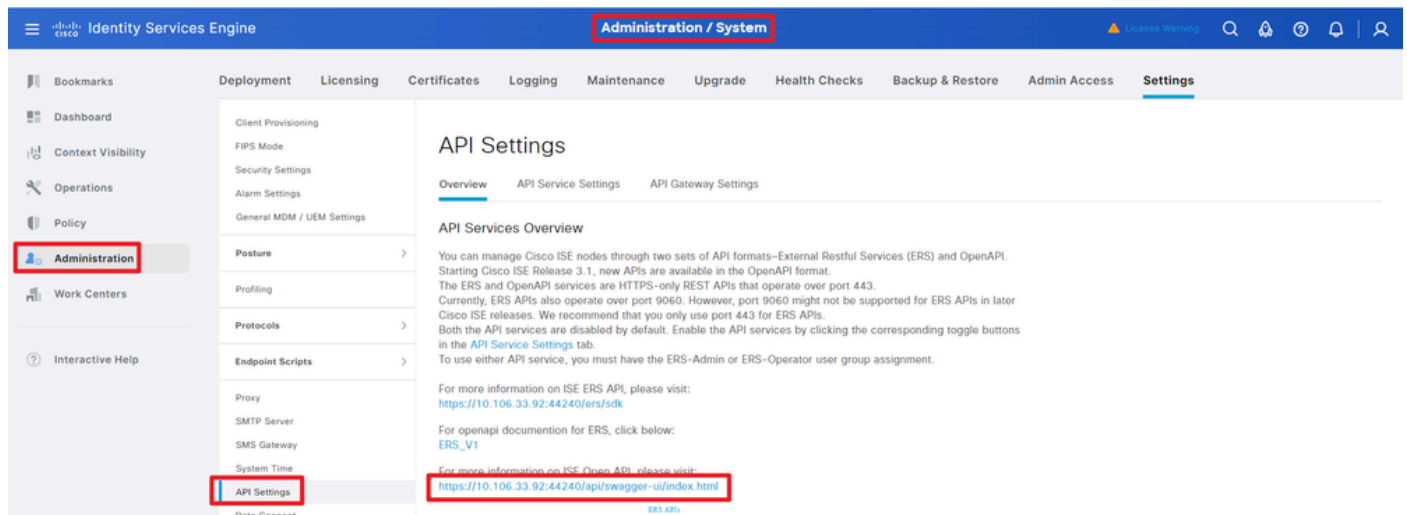 cisco Identity Services Engine
Administration / System
License Warning
Bookmarks
Dashboard
Context Visibility
Operations
Policy
Administration
Work Centers
Interactive Help
Deployment Licensing Certificates Logging Maintenance Upgrade Health Checks Backup & Restore Admin Access Settings
Client Provisioning
FIPS Mode
Security Settings
Alarm Settings
General MDM / UEM Settings
Posture
Profiling
Protocols
Endpoint Scripts
Proxy
SMTP Server
SMS Gateway
System Time
API Settings
Data Connect
API Settings
Overview API Service Settings API Gateway Settings
API Services Overview
You can manage Cisco ISE nodes through two sets of API formats–External Restful Services (ERS) and OpenAPI.
Starting Cisco ISE Release 3.1, new APIs are available in the OpenAPI format.
The ERS and OpenAPI services are HTTPS-only REST APIs that operate over port 443.
Currently, ERS APIs also operate over port 9060. However, port 9060 might not be supported for ERS APIs in later
Cisco ISE releases. We recommend that you only use port 443 for ERS APIs.
Both the API services are disabled by default. Enable the API services by clicking the corresponding toggle buttons
in the API Service Settings tab.
To use either API service, you must have the ERS-Admin or ERS-Operator user group assignment.
For more information on ISE ERS API, please visit:
https://10.106.33.92:44240/ers/sdk
For openapi documention for ERS, click below:
ERS_V1
For more information on ISE Open API, please visit:
https://10.106.33.92:44240/api/swagger-ui/index.html
ERS APIs